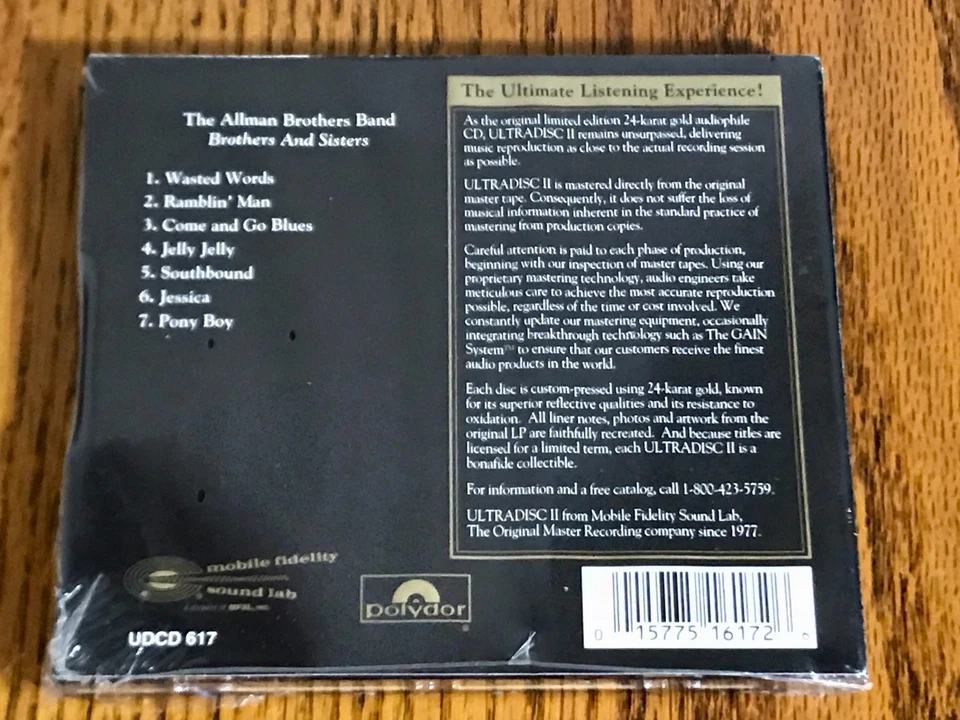 The Allman Brothers Band
Brothers And Sisters
1. Wasted Words
2. Ramblin' Man
3. Come and Go Blues
4. Jelly Jelly
5. Southbound
6. Jessica
7. Pony Boy
The Ultimate Listening Experience!
As the original limited edition 24-karat gold audiophile
CD, ULTRADISC II remains unsurpassed, delivering
music reproduction as close to the actual recording session
as possible.
ULTRADISC II is mastered directly from the original
master tape. Consequently, it does not suffer the loss of
musical information inherent in the standard practice of
mastering from production copies.
Careful attention is paid to each phase of production,
beginning with our inspection of master tapes. Using our
proprietary mastering technology, audio engineers take
meticulous care to achieve the most accurate reproduction
possible, regardless of the time or cost involved. We
constantly update our mastering equipment, occasionally
integrating breakthrough technology such as The GAIN
System™ to ensure that our customers receive the finest
audio products in the world.
Each disc is custom-pressed using 24-karat gold, known
for its superior reflective qualities and its resistance to
oxidation. All liner notes, photos and artwork from the
original LP are faithfully recreated. And because titles are
licensed for a limited term, each ULTRADISC II is a
bonafide collectible.
For information and a free catalog, call 1-800-423-5759.
ULTRADISC II from Mobile Fidelity Sound Lab,
The Original Master Recording company since 1977.
mobile fidelity
sound lab
UDCD 617
polydor
0 15775 16172 6